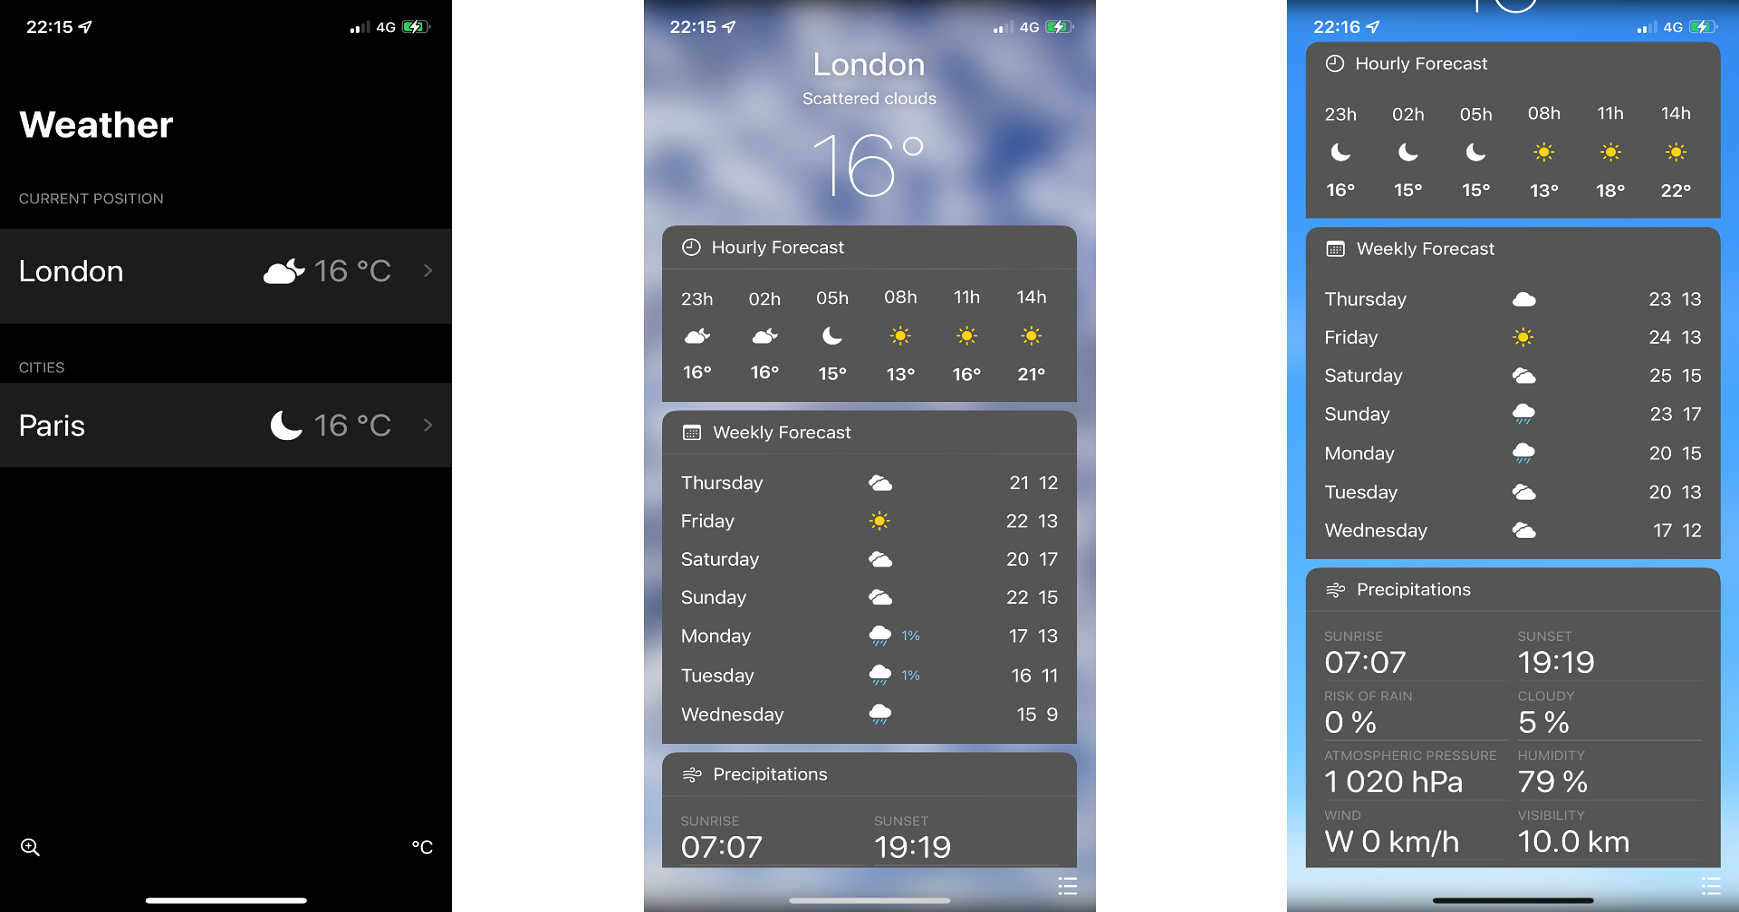 22:15
4G
Weather
CURRENT POSITION
London 16 °C
CITIES
Paris 16 °C
°C
22:15
4G
London
Scattered clouds
16°
Hourly Forecast
23h 02h 05h 08h 11h 14h
16° 16° 15° 13° 16° 21°
Weekly Forecast
Thursday 21 12
Friday 22 13
Saturday 20 17
Sunday 22 15
Monday 1% 17 13
Tuesday 1% 16 11
Wednesday 15 9
Precipitations
SUNRISE SUNSET
07:07 19:19
22:16
4G
Hourly Forecast
23h 02h 05h 08h 11h 14h
16° 15° 15° 13° 18° 22°
Weekly Forecast
Thursday 23 13
Friday 24 13
Saturday 25 15
Sunday 23 17
Monday 20 15
Tuesday 20 13
Wednesday 17 12
Precipitations
SUNRISE SUNSET
07:07 19:19
RISK OF RAIN CLOUDY
0 % 5 %
ATMOSPHERIC PRESSURE HUMIDITY
1 020 hPa 79 %
WIND VISIBILITY
W 0 km/h 10.0 km